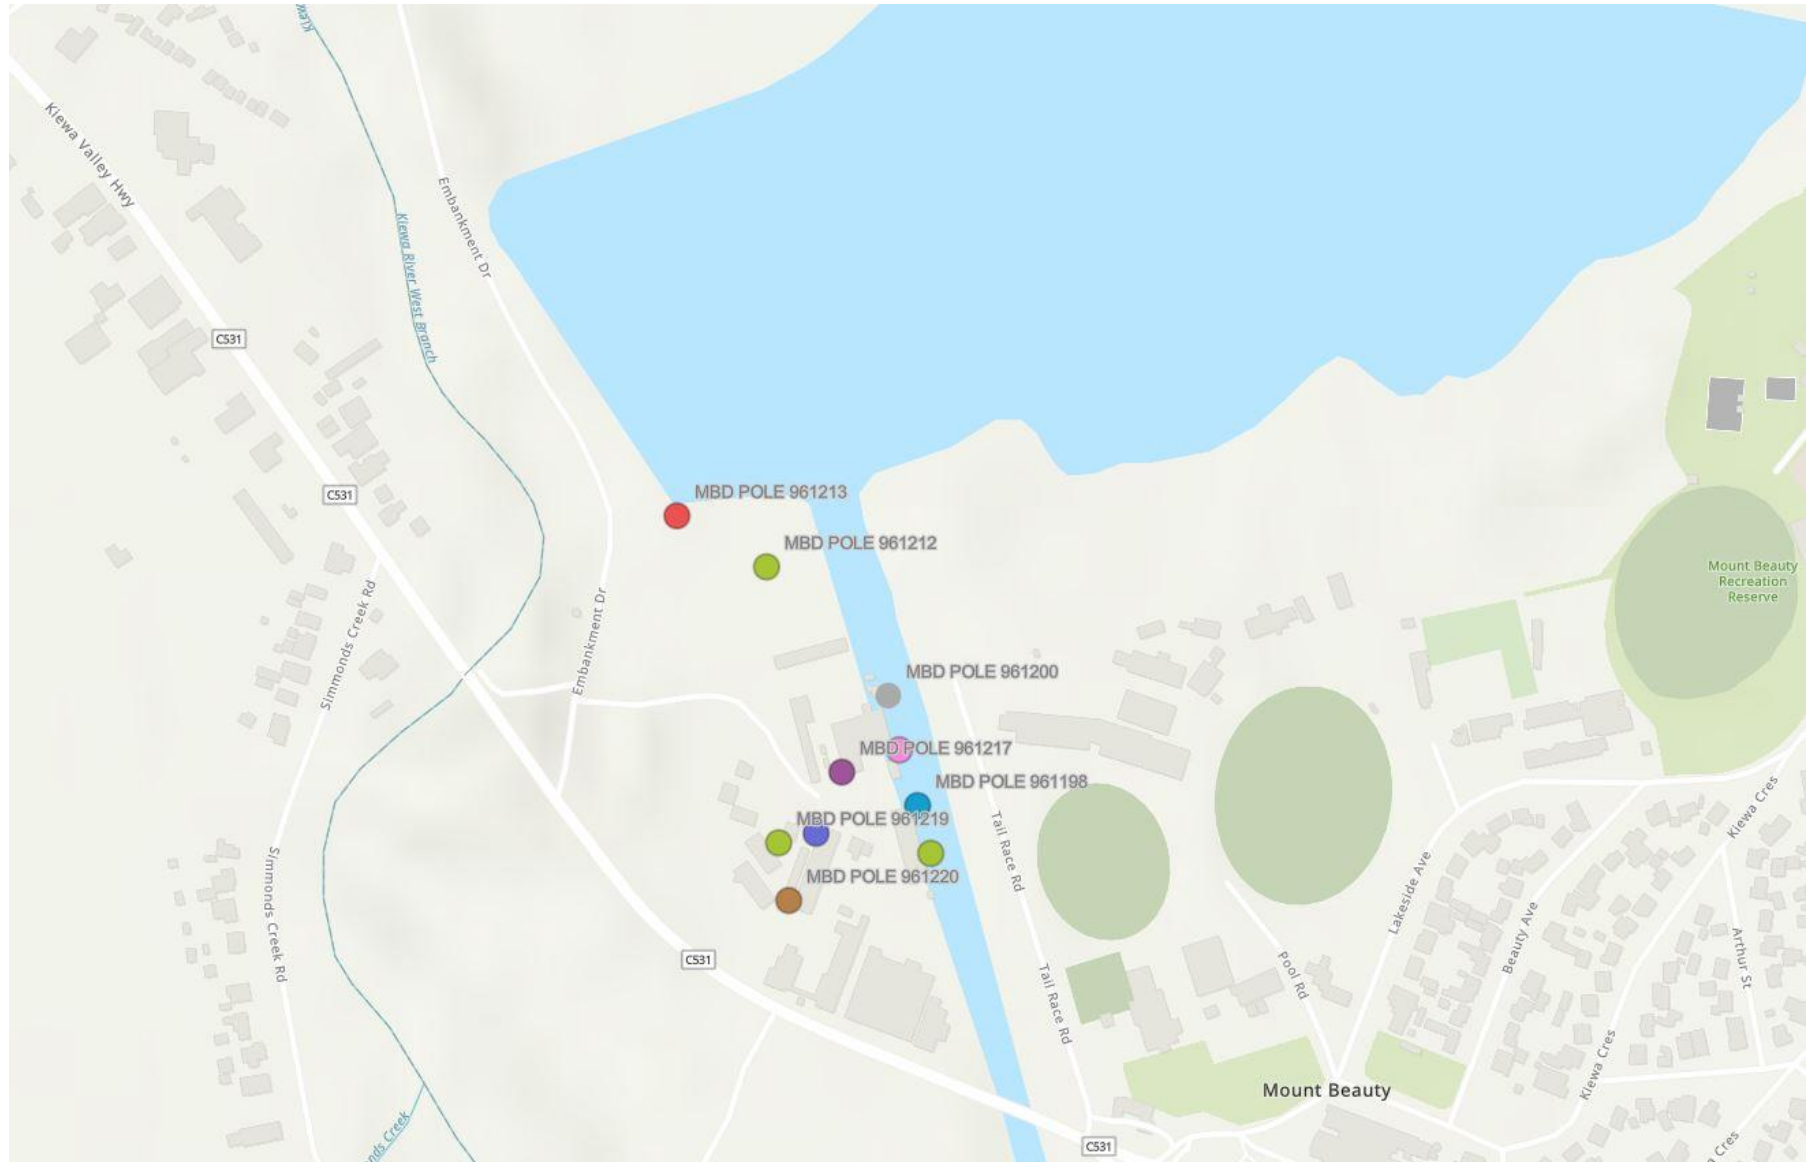 Kiewa Valley Hwy
Embankment Dr
Kiewa River West Branch
C531
C531
MBD POLE 961213
MBD POLE 961212
Mount Beauty
Recreation
Reserve
Simmonds Creek Rd
Embankment Dr
MBD POLE 961200
MBD POLE 961217
MBD POLE 961198
MBD POLE 961219
MBD POLE 961220
Tail Race Rd
Kiewa Cres
Simmonds Creek Rd
Lakeside Ave
Beauty Ave
Arthur St
C531
Pool Rd
Tail Race Rd
Kiewa Cres
Mount Beauty
Creek
C531
Cres